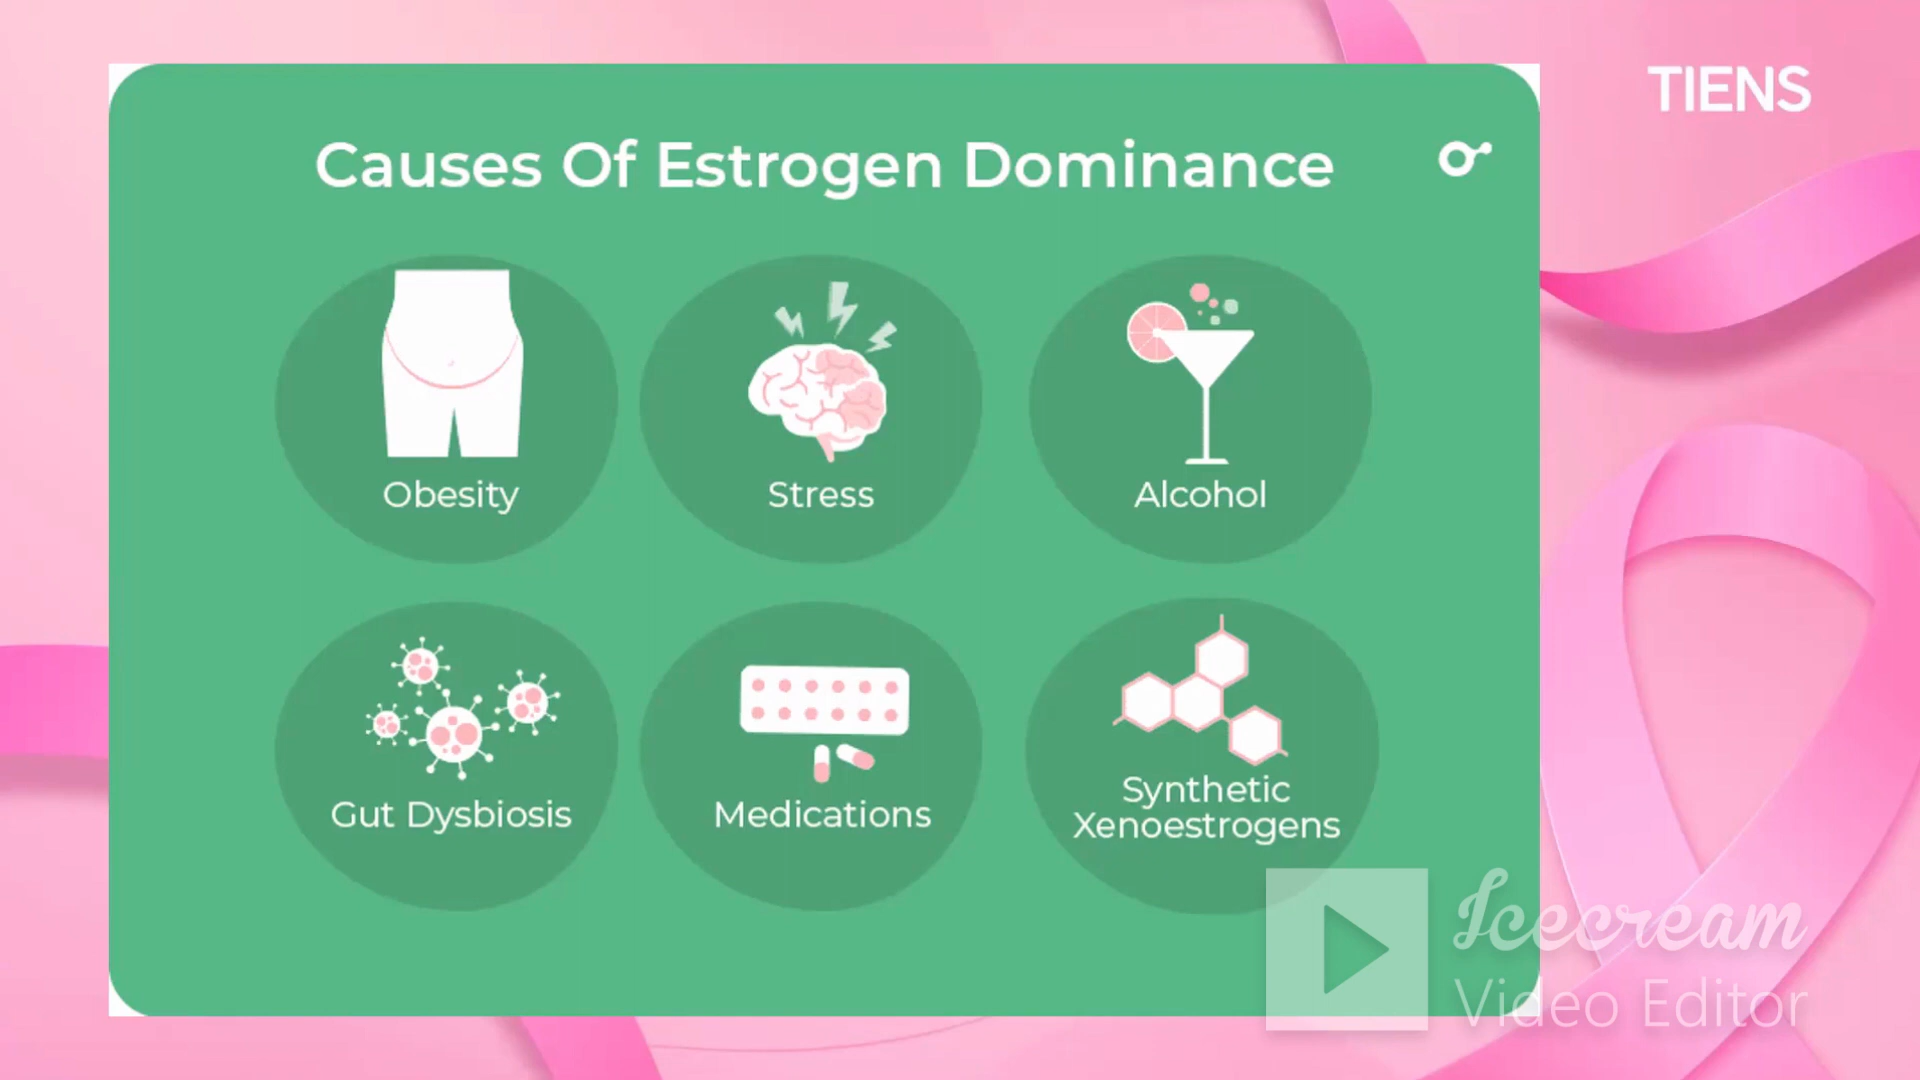 TIENS
Causes Of Estrogen Dominance
Obesity
Stress
Alcohol
Gut Dysbiosis
Medications
Synthetic
Xenoestrogens
Icecream
Video Editor